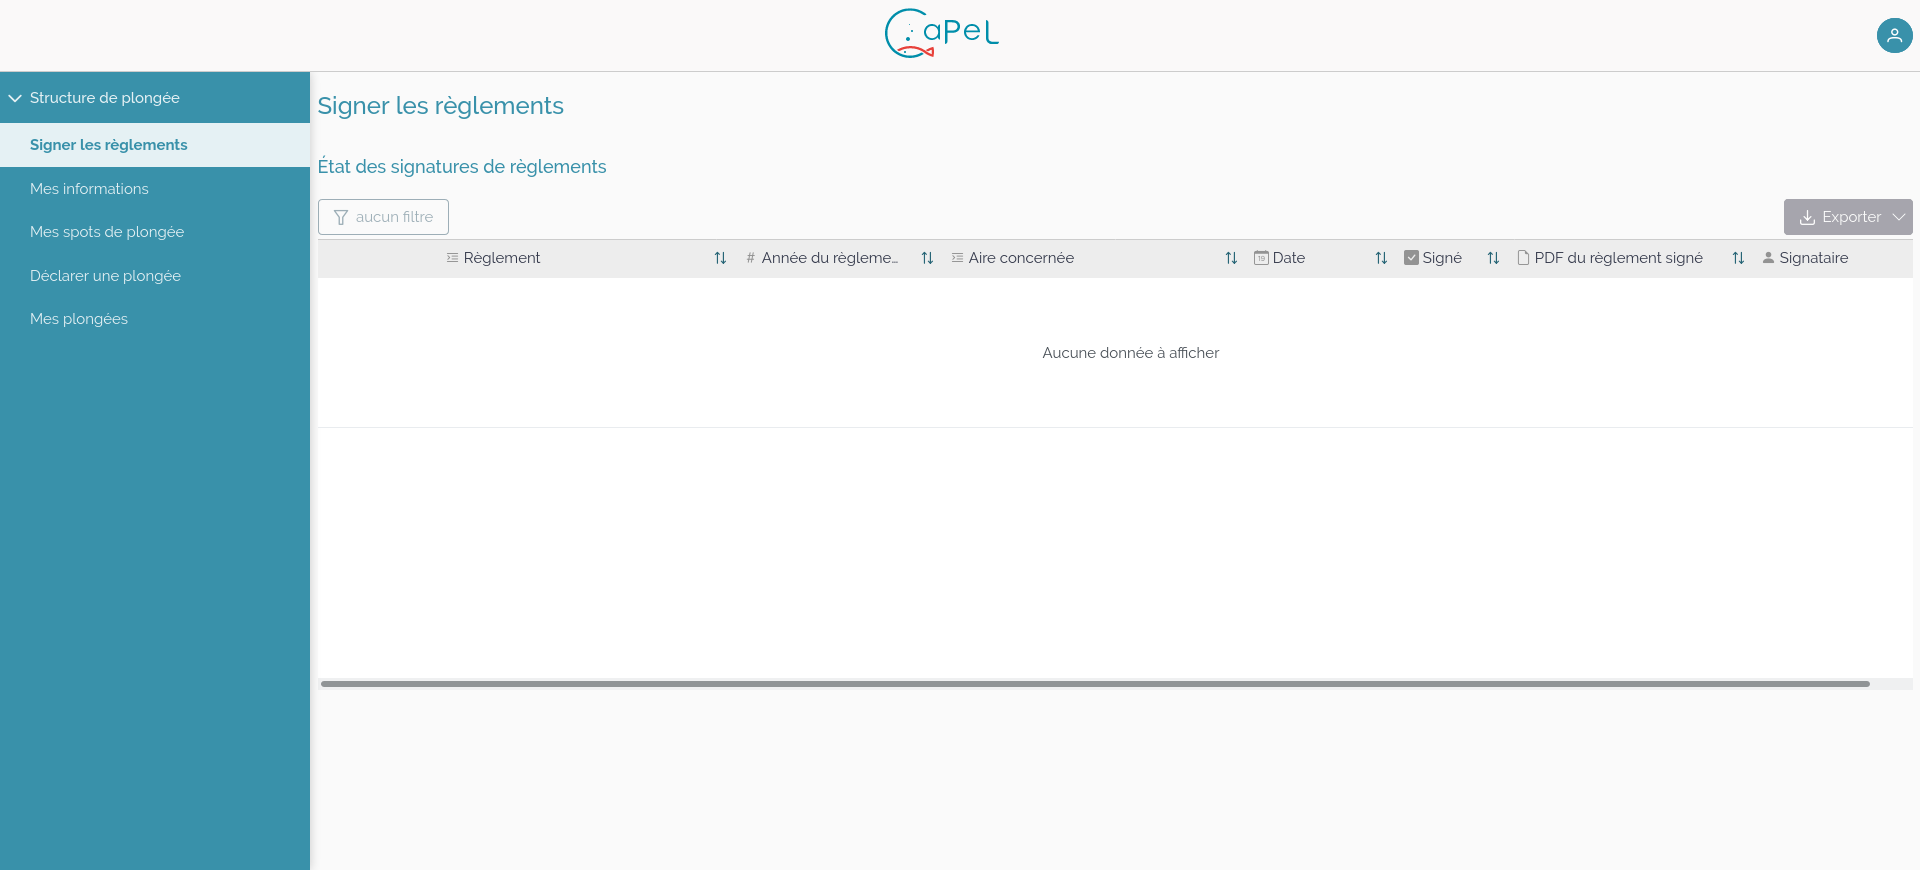 CaPeL
Structure de plongée
Signer les règlements
Mes informations
Mes spots de plongée
Déclarer une plongée
Mes plongées
Signer les règlements
État des signatures de règlements
aucun filtre
Exporter
Règlement # Année du règleme… Aire concernée 19 Date Signé PDF du règlement signé Signataire
Aucune donnée à afficher